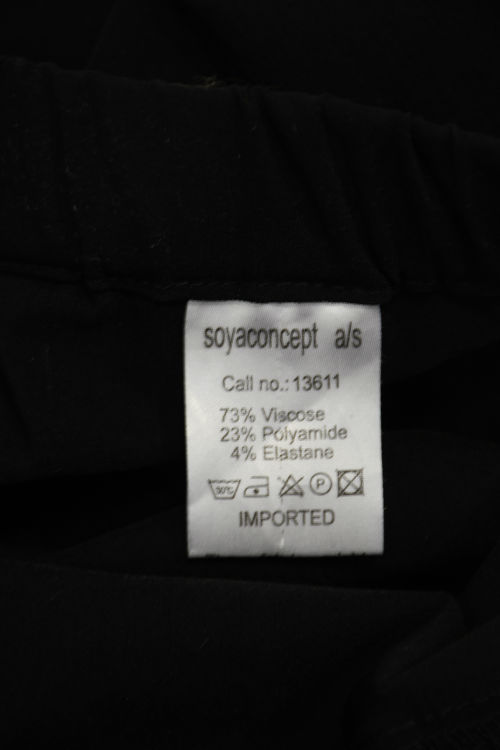 soyaconcept a/s
Call no.: 13611
73% Viscose
23% Polyamide
4% Elastane
30°C P
IMPORTED